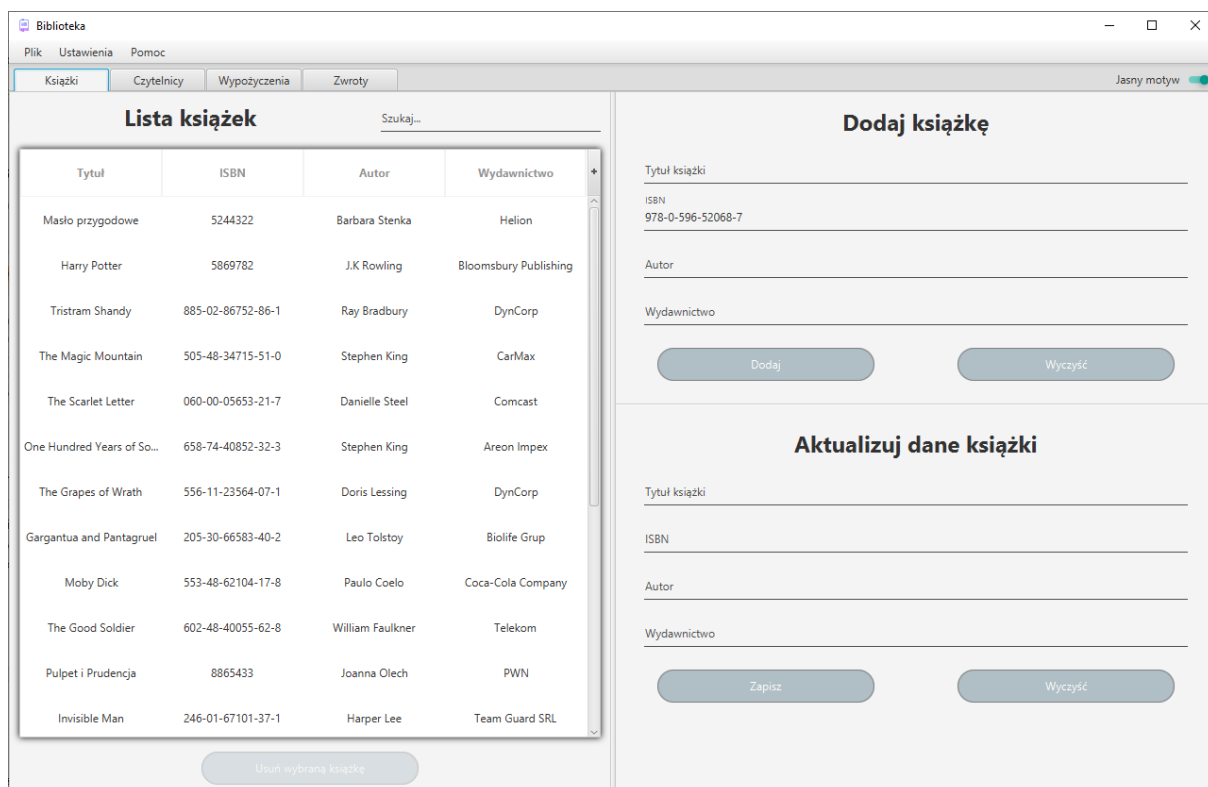 Biblioteka
Plik Ustawienia Pomoc
Książki Czytelnicy Wypożyczenia Zwroty Jasny motyw
Lista książek Szukaj...
Tytuł ISBN Autor Wydawnictwo +
Masło przygodowe 5244322 Barbara Stenka Helion
Harry Potter 5869782 J.K Rowling Bloomsbury Publishing
Tristram Shandy 885-02-86752-86-1 Ray Bradbury DynCorp
The Magic Mountain 505-48-34715-51-0 Stephen King CarMax
The Scarlet Letter 060-00-05653-21-7 Danielle Steel Comcast
One Hundred Years of So... 658-74-40852-32-3 Stephen King Areon Impex
The Grapes of Wrath 556-11-23564-07-1 Doris Lessing DynCorp
Gargantua and Pantagruel 205-30-66583-40-2 Leo Tolstoy Biolife Grup
Moby Dick 553-48-62104-17-8 Paulo Coelo Coca-Cola Company
The Good Soldier 602-48-40055-62-8 William Faulkner Telekom
Pulpet i Prudencja 8865433 Joanna Olech PWN
Invisible Man 246-01-67101-37-1 Harper Lee Team Guard SRL
Usuń wybraną książkę
Dodaj książkę
Tytuł książki
ISBN
978-0-596-52068-7
Autor
Wydawnictwo
Dodaj Wyczyść
Aktualizuj dane książki
Tytuł książki
ISBN
Autor
Wydawnictwo
Zapisz Wyczyść